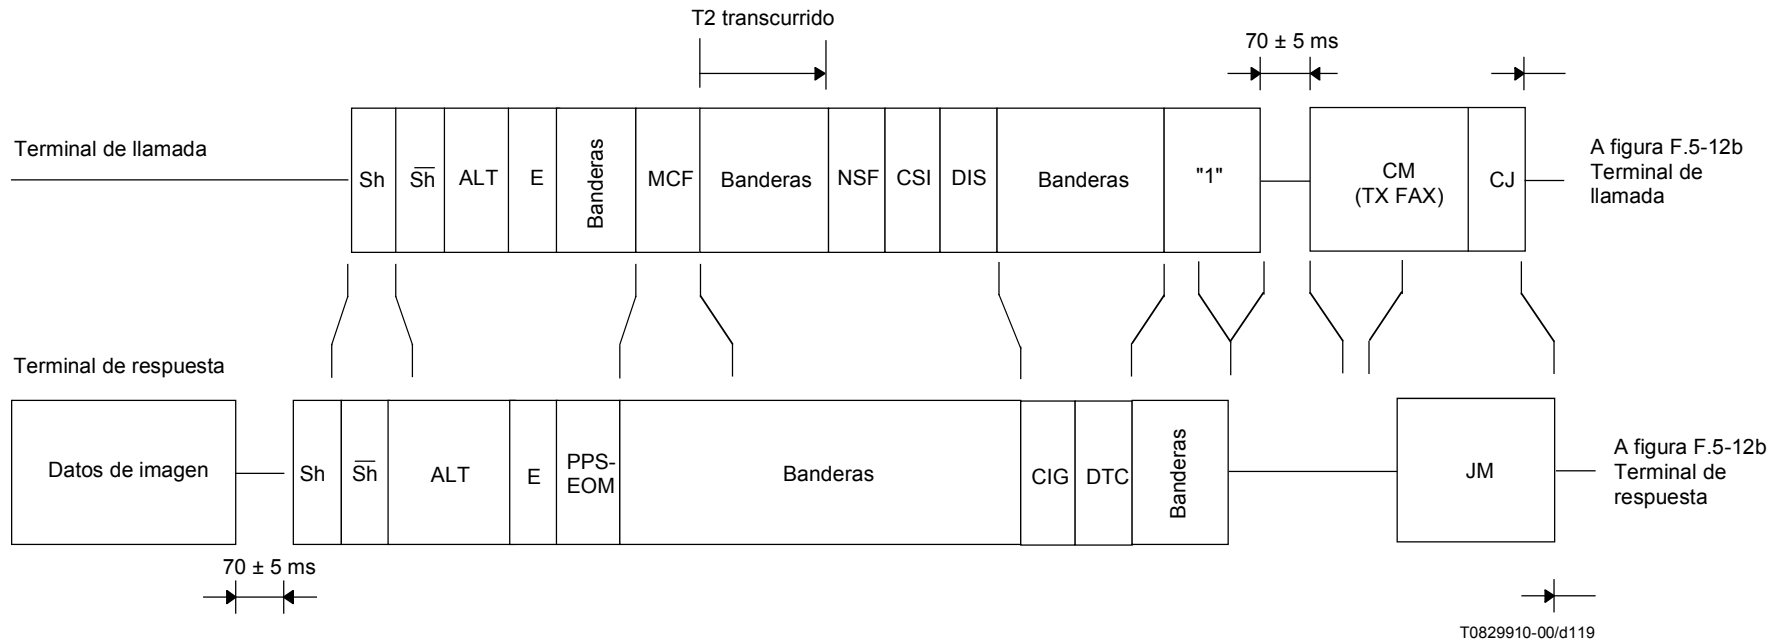 T2 transcurrido
70 ± 5 ms
Terminal de llamada
Sh
S̅h̅
ALT
E
Banderas
MCF
Banderas
NSF
CSI
DIS
Banderas
"1"
CM
(TX FAX)
CJ
A figura F.5-12b
Terminal de
llamada
Terminal de respuesta
Datos de imagen
Sh
S̅h̅
ALT
E
PPS-
EOM
Banderas
CIG
DTC
Banderas
JM
A figura F.5-12b
Terminal de
respuesta
70 ± 5 ms
T0829910-00/d119